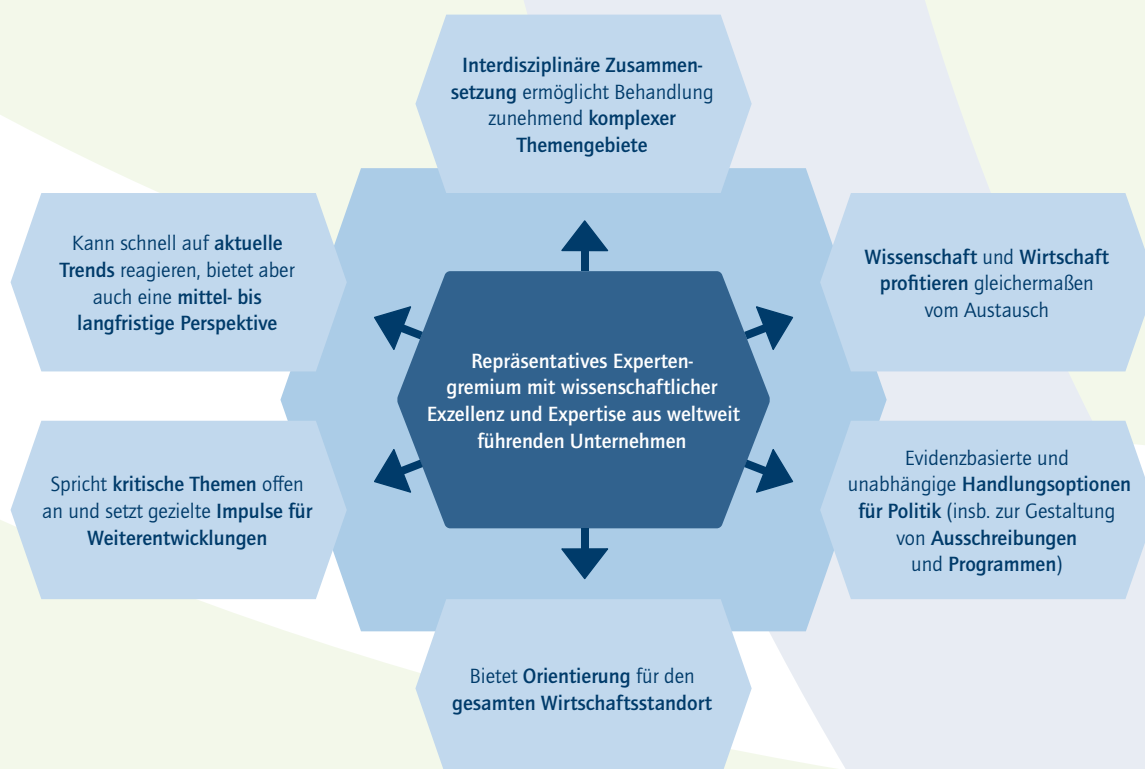 Interdisziplinäre Zusammen-
setzung ermöglicht Behandlung
zunehmend komplexer
Themengebiete
Kann schnell auf aktuelle
Trends reagieren, bietet aber
auch eine mittel- bis
langfristige Perspektive
Wissenschaft und Wirtschaft
profitieren gleichermaßen
vom Austausch
Repräsentatives Experten-
gremium mit wissenschaftlicher
Exzellenz und Expertise aus weltweit
führenden Unternehmen
Spricht kritische Themen offen
an und setzt gezielte Impulse für
Weiterentwicklungen
Evidenzbasierte und
unabhängige Handlungsoptionen
für Politik (insb. zur Gestaltung
von Ausschreibungen
und Programmen)
Bietet Orientierung für den
gesamten Wirtschaftsstandort